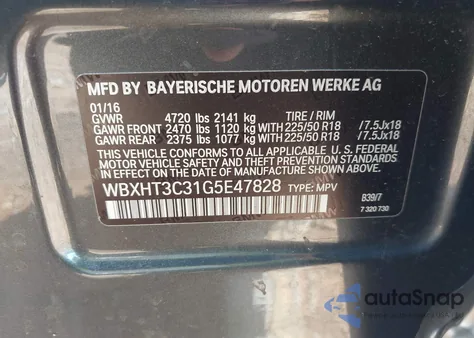 MFD BY BAYERISCHE MOTOREN WERKE AG
01/16
GVWR 4720 lbs 2141 kg TIRE / RIM
GAWR FRONT 2470 lbs 1120 kg WITH 225/50 R18 /7.5Jx18
GAWR REAR 2375 lbs 1077 kg WITH 225/50 R18 /7.5Jx18
THIS VEHICLE CONFORMS TO ALL APPLICABLE U. S. FEDERAL
MOTOR VEHICLE SAFETY, BUMPER, AND THEFT PREVENTION
STANDARDS IN EFFECT ON THE DATE OF MANUFACTURE
SHOWN ABOVE.
WBXHT3C31G5E47828 TYPE: MPV
B39/7
7 320 730
autoSnap